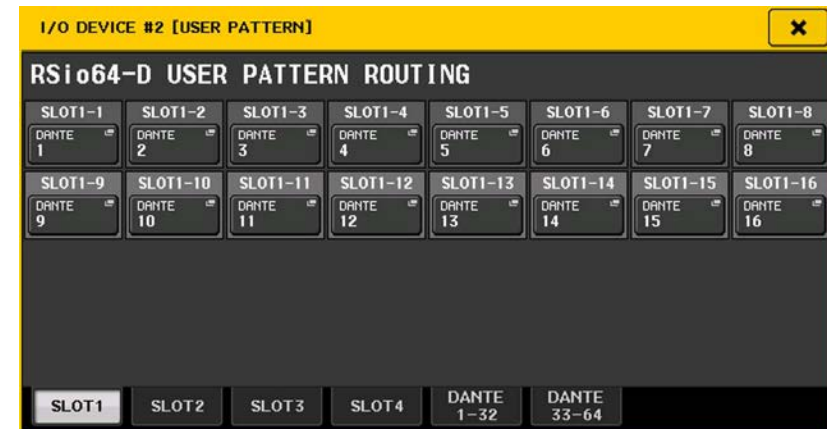 I/O DEVICE #2 [USER PATTERN]
RSio64-D USER PATTERN ROUTING
SLOT1-1 SLOT1-2 SLOT1-3 SLOT1-4 SLOT1-5 SLOT1-6 SLOT1-7 SLOT1-8
DANTE DANTE DANTE DANTE DANTE DANTE DANTE DANTE
1 2 3 4 5 6 7 8
SLOT1-9 SLOT1-10 SLOT1-11 SLOT1-12 SLOT1-13 SLOT1-14 SLOT1-15 SLOT1-16
DANTE DANTE DANTE DANTE DANTE DANTE DANTE DANTE
9 10 11 12 13 14 15 16
SLOT1 SLOT2 SLOT3 SLOT4 DANTE DANTE
1-32 33-64